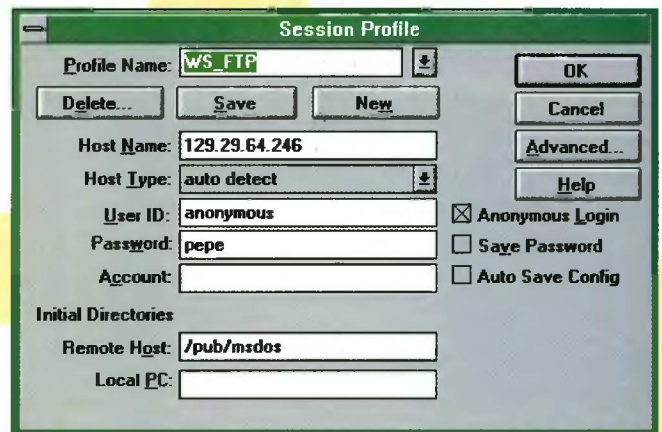 Session Profile
Profile Name: WS_FTP
OK
Delete... Save New
Cancel
Host Name: 129.29.64.246
Advanced...
Host Type: auto detect
Help
User ID: anonymous
Anonymous Login
Password: pepe
Save Password
Account:
Auto Save Config
Initial Directories
Remote Host: /pub/msdos
Local PC: